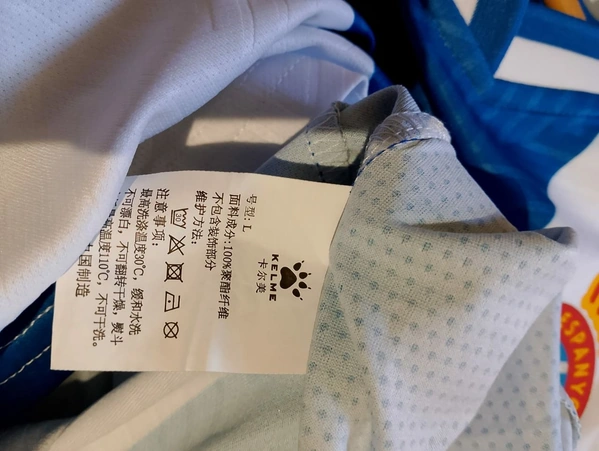 KELME
卡尔美
号型: L
面料成分:100%聚酯纤维
不包含装饰部分
维护方法:
30
注意事项:
最高洗涤温度30℃，缓和水洗
不可漂白，不可翻转干燥，熨斗
温度110℃，不可干洗。
国制造
ESPANY